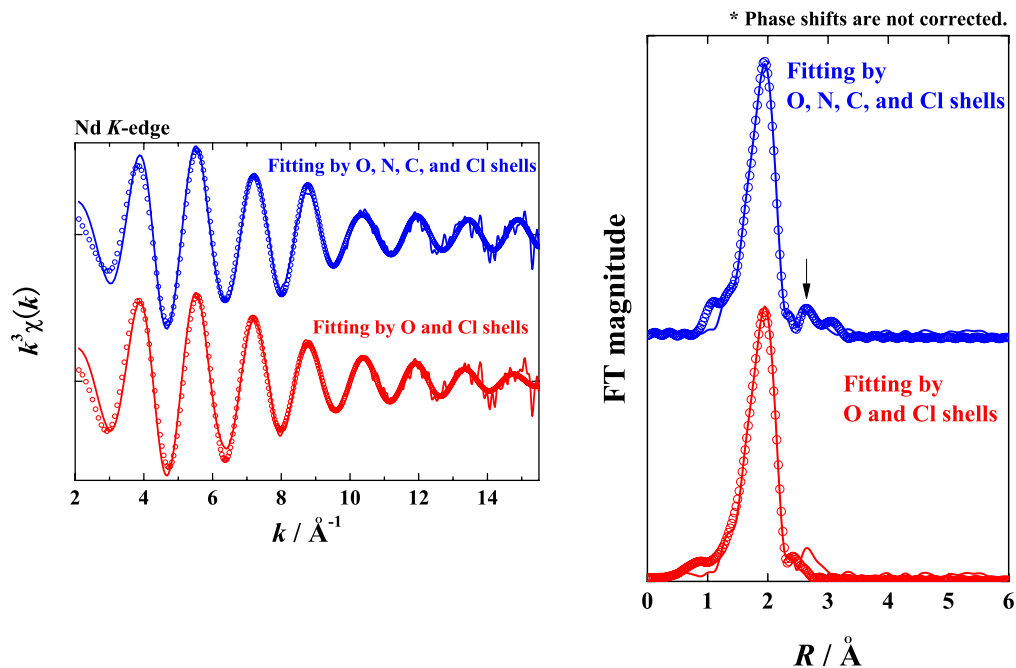 * Phase shifts are not corrected.
Nd K-edge
Fitting by O, N, C, and Cl shells
Fitting by O and Cl shells
k³χ(k)
2 4 6 8 10 12 14
k / Å⁻¹
Fitting by
O, N, C, and Cl shells
Fitting by
O and Cl shells
FT magnitude
0 1 2 3 4 5 6
R / Å